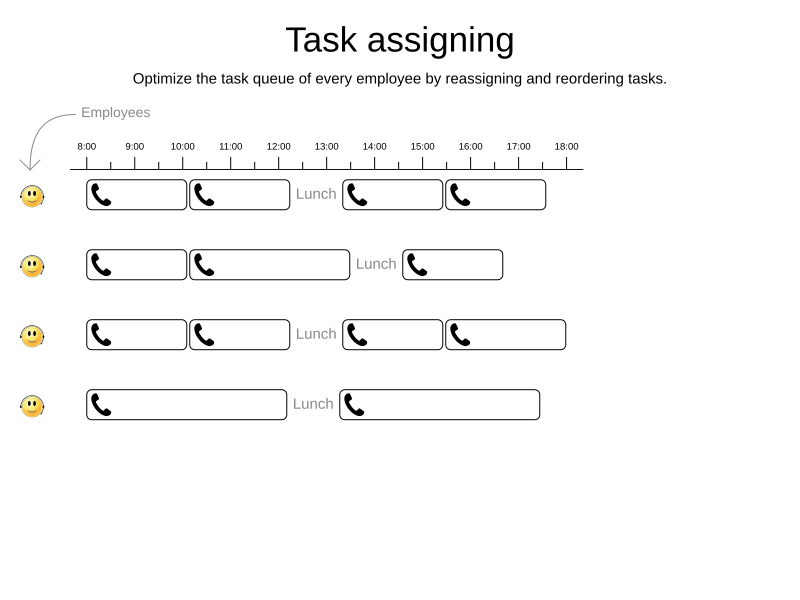 Task assigning
Optimize the task queue of every employee by reassigning and reordering tasks.
Employees
8:00 9:00 10:00 11:00 12:00 13:00 14:00 15:00 16:00 17:00 18:00
Lunch
Lunch
Lunch
Lunch